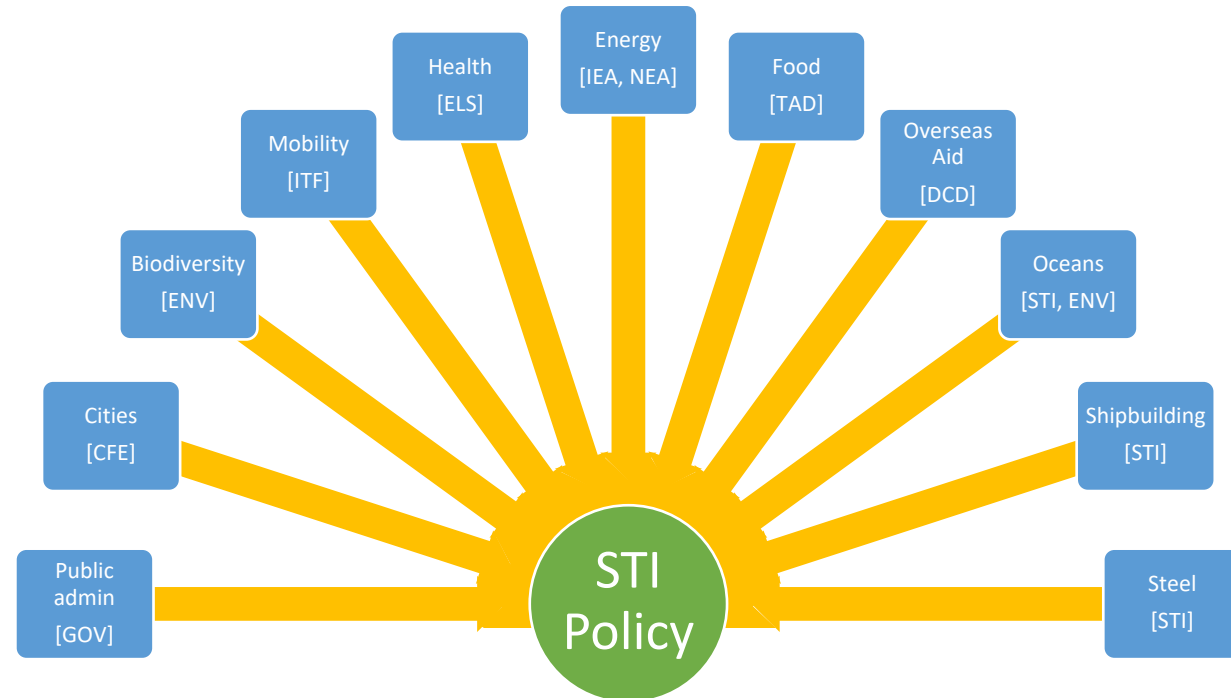 Public
admin
[GOV]
Cities
[CFE]
Biodiversity
[ENV]
Mobility
[ITF]
Health
[ELS]
Energy
[IEA, NEA]
Food
[TAD]
Overseas
Aid
[DCD]
Oceans
[STI, ENV]
Shipbuilding
[STI]
Steel
[STI]
STI
Policy